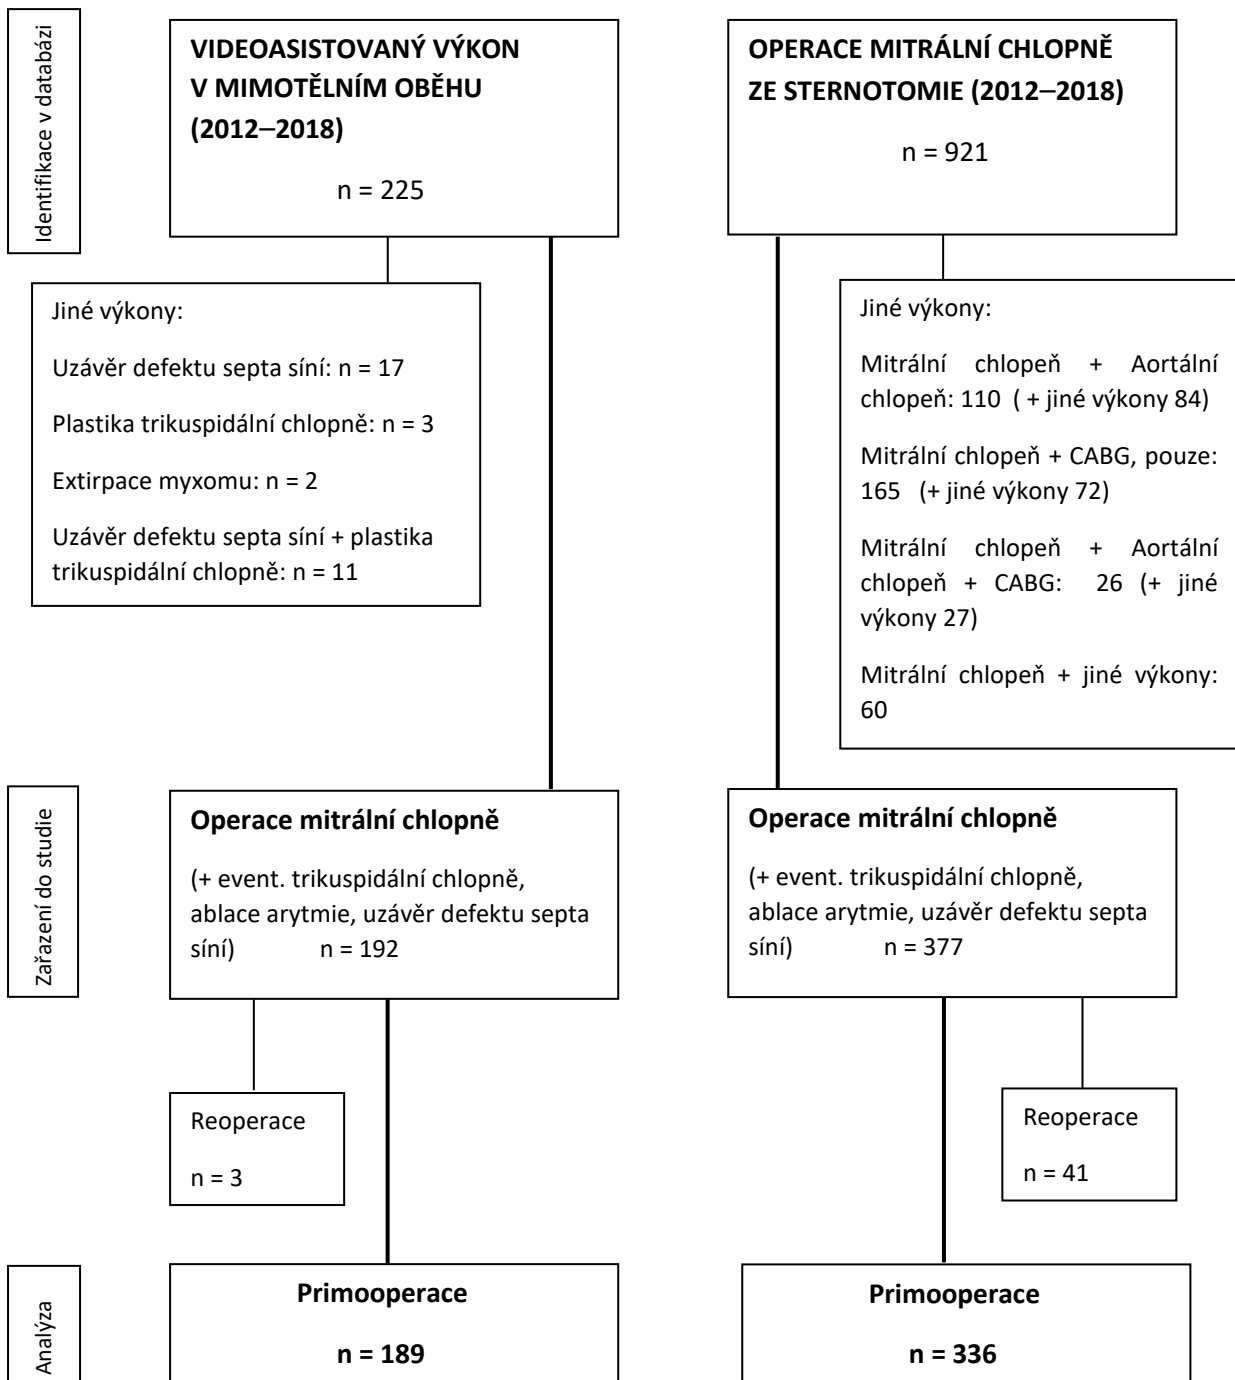 Identifikace v databázi
VIDEOASISTOVANÝ VÝKON
V MIMOTĚLNÍM OBĚHU
(2012–2018)
n = 225
OPERACE MITRÁLNÍ CHLOPNĚ
ZE STERNOTOMIE (2012–2018)
n = 921
Jiné výkony:
Uzávěr defektu septa síní: n = 17
Plastika trikuspidální chlopně: n = 3
Extirpace myxomu: n = 2
Uzávěr defektu septa síní + plastika
trikuspidální chlopně: n = 11
Jiné výkony:
Mitrální chlopeň + Aortální
chlopeň: 110 ( + jiné výkony 84)
Mitrální chlopeň + CABG, pouze:
165 (+ jiné výkony 72)
Mitrální chlopeň + Aortální
chlopeň + CABG: 26 (+ jiné
výkony 27)
Mitrální chlopeň + jiné výkony:
60
Zařazení do studie
Operace mitrální chlopně
(+ event. trikuspidální chlopně,
ablace arytmie, uzávěr defektu septa
síní) n = 192
Operace mitrální chlopně
(+ event. trikuspidální chlopně,
ablace arytmie, uzávěr defektu septa
síní) n = 377
Reoperace
n = 3
Reoperace
n = 41
Analýza
Primooperace
n = 189
Primooperace
n = 336